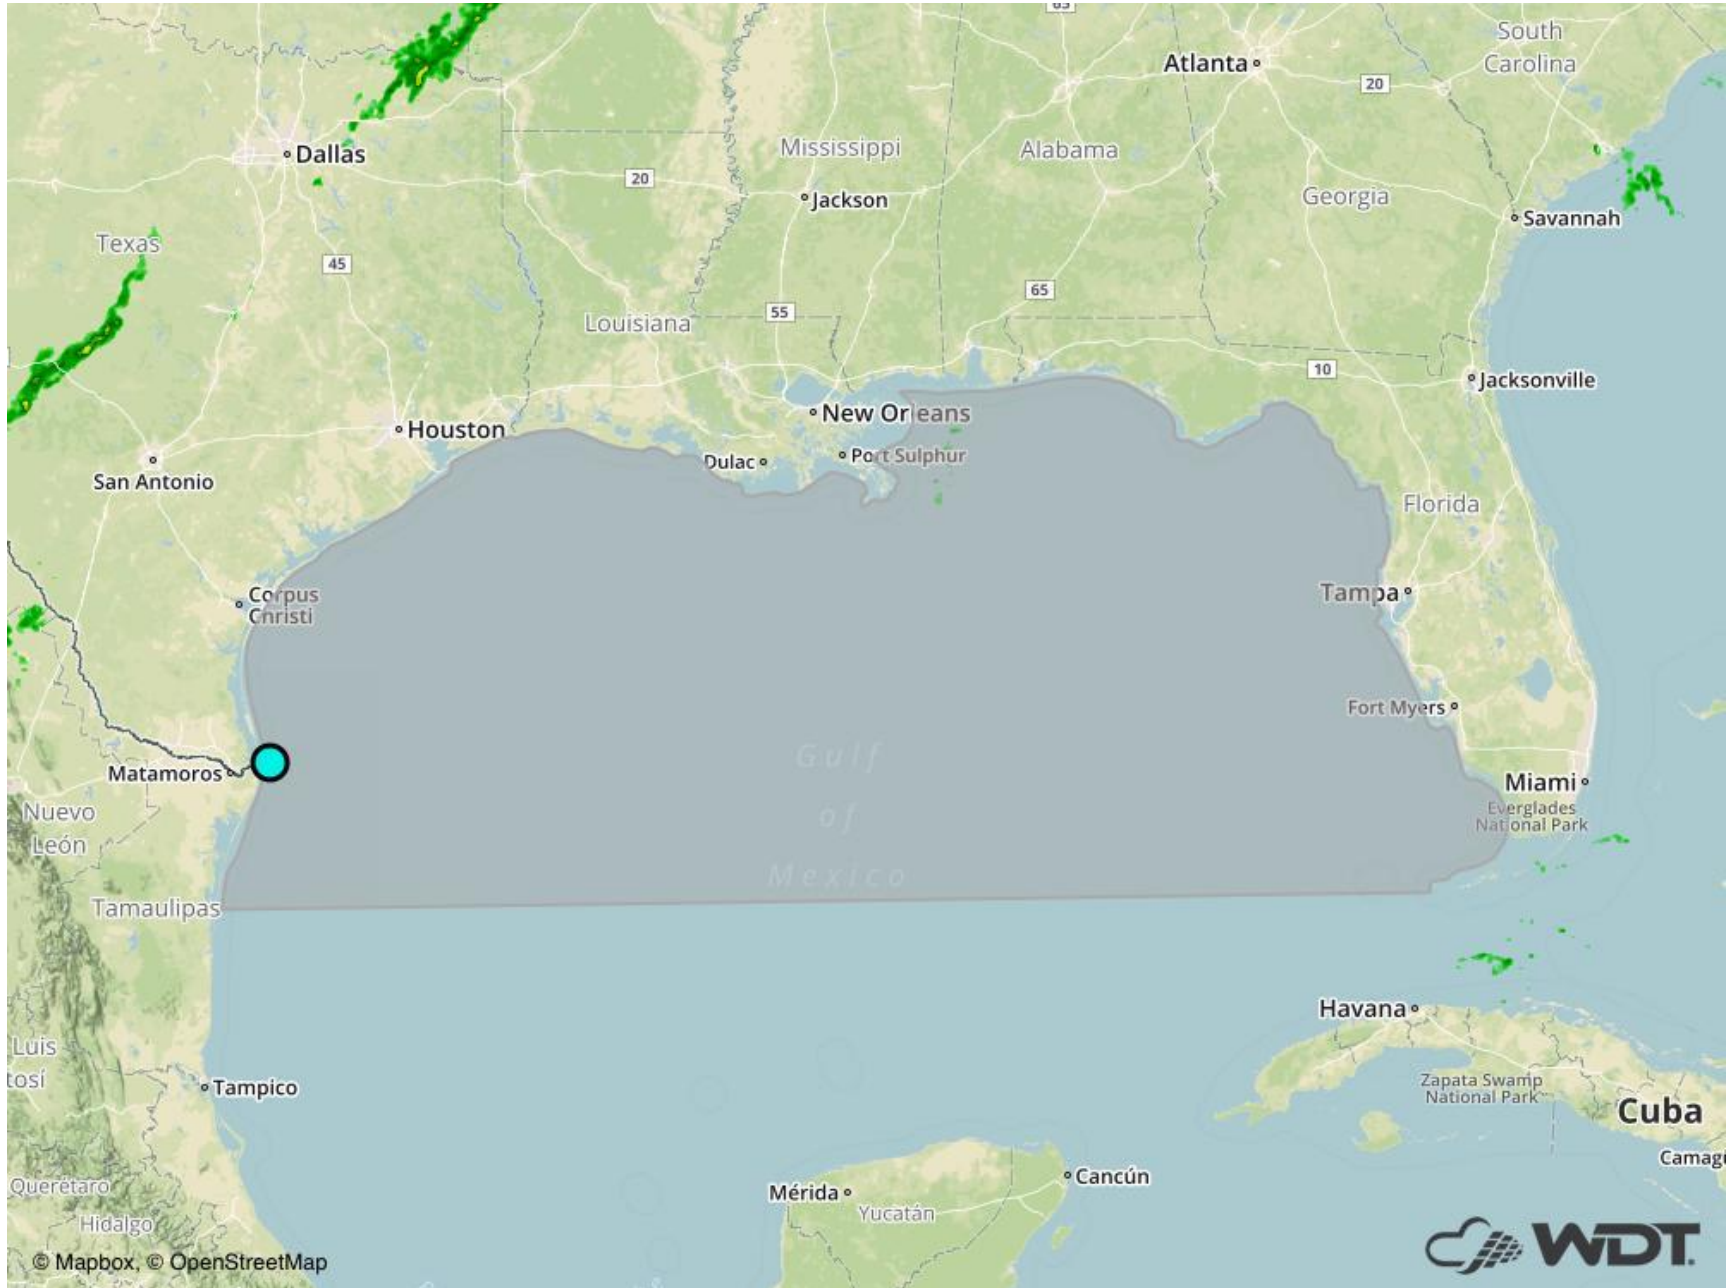 65
South
Carolina
Atlanta
20
Dallas
Mississippi
Alabama
20
Jackson
Georgia
Savannah
Texas
45
65
55
Louisiana
10
Jacksonville
New Orleans
Houston
Dulac
Port Sulphur
San Antonio
Florida
Corpus
Christi
Tampa
Fort Myers
Gulf
of
Mexico
Matamoros
Miami
Everglades
National Park
Nuevo
León
Tamaulipas
Havana
Luis
tosí
Zapata Swamp
National Park
Tampico
Cuba
Camagü
Cancún
Mérida
Yucatán
Querétaro
Hidalgo
© Mapbox, © OpenStreetMap
WDT